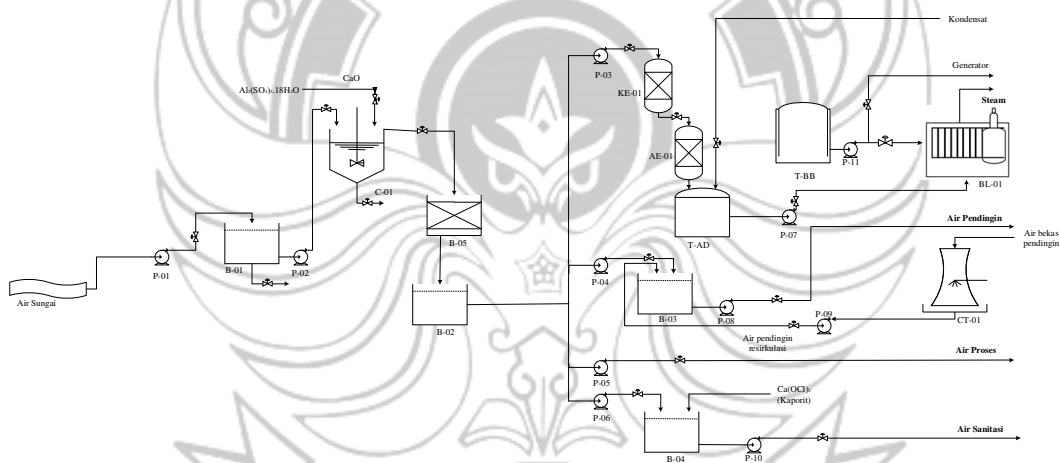 Kondensat
Generator
Steam
CaO
Al₂(SO₄)₃.18H₂O
P-03
KE-01
AE-01
C-01
T-BB
P-11
BL-01
B-05
T-AD
P-07
Air Pendingin
Air bekas
pendingin
P-01
B-01
P-02
P-04
Air Sungai
B-02
B-03
P-08
P-09
CT-01
Air pendingin
resirkulasi
Air Proses
P-05
Ca(OCl)₂
(Kaporit)
P-06
Air Sanitasi
B-04
P-10